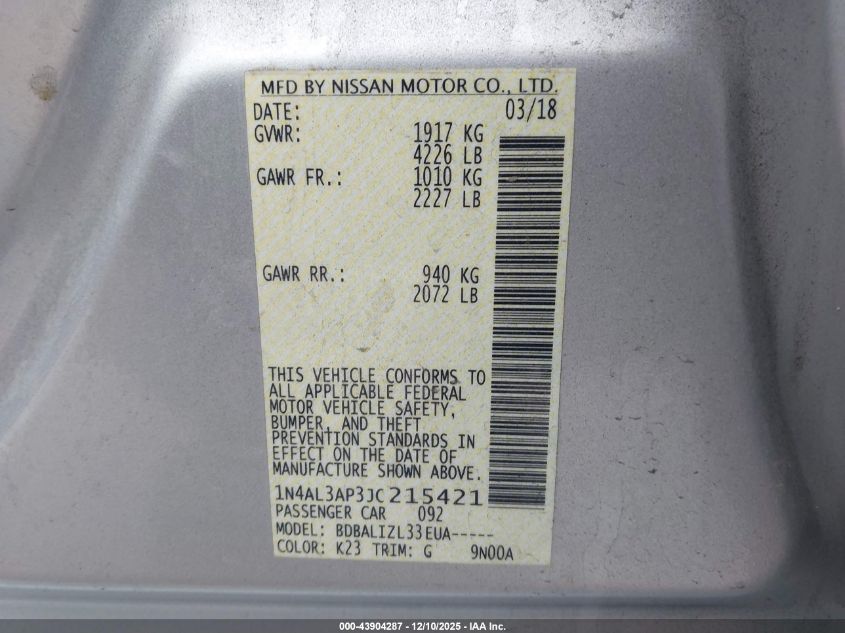 MFD BY NISSAN MOTOR CO., LTD.
DATE: 03/18
GVWR: 1917 KG
4226 LB
GAWR FR.: 1010 KG
2227 LB
GAWR RR.: 940 KG
2072 LB
THIS VEHICLE CONFORMS TO
ALL APPLICABLE FEDERAL
MOTOR VEHICLE SAFETY,
BUMPER, AND THEFT
PREVENTION STANDARDS IN
EFFECT ON THE DATE OF
MANUFACTURE SHOWN ABOVE.
1N4AL3AP3JC215421
PASSENGER CAR 092
MODEL: BDBALIZL33EUA-----
COLOR: K23 TRIM: G 9N00A
000-43904287 - 12/10/2025 - IAA Inc.